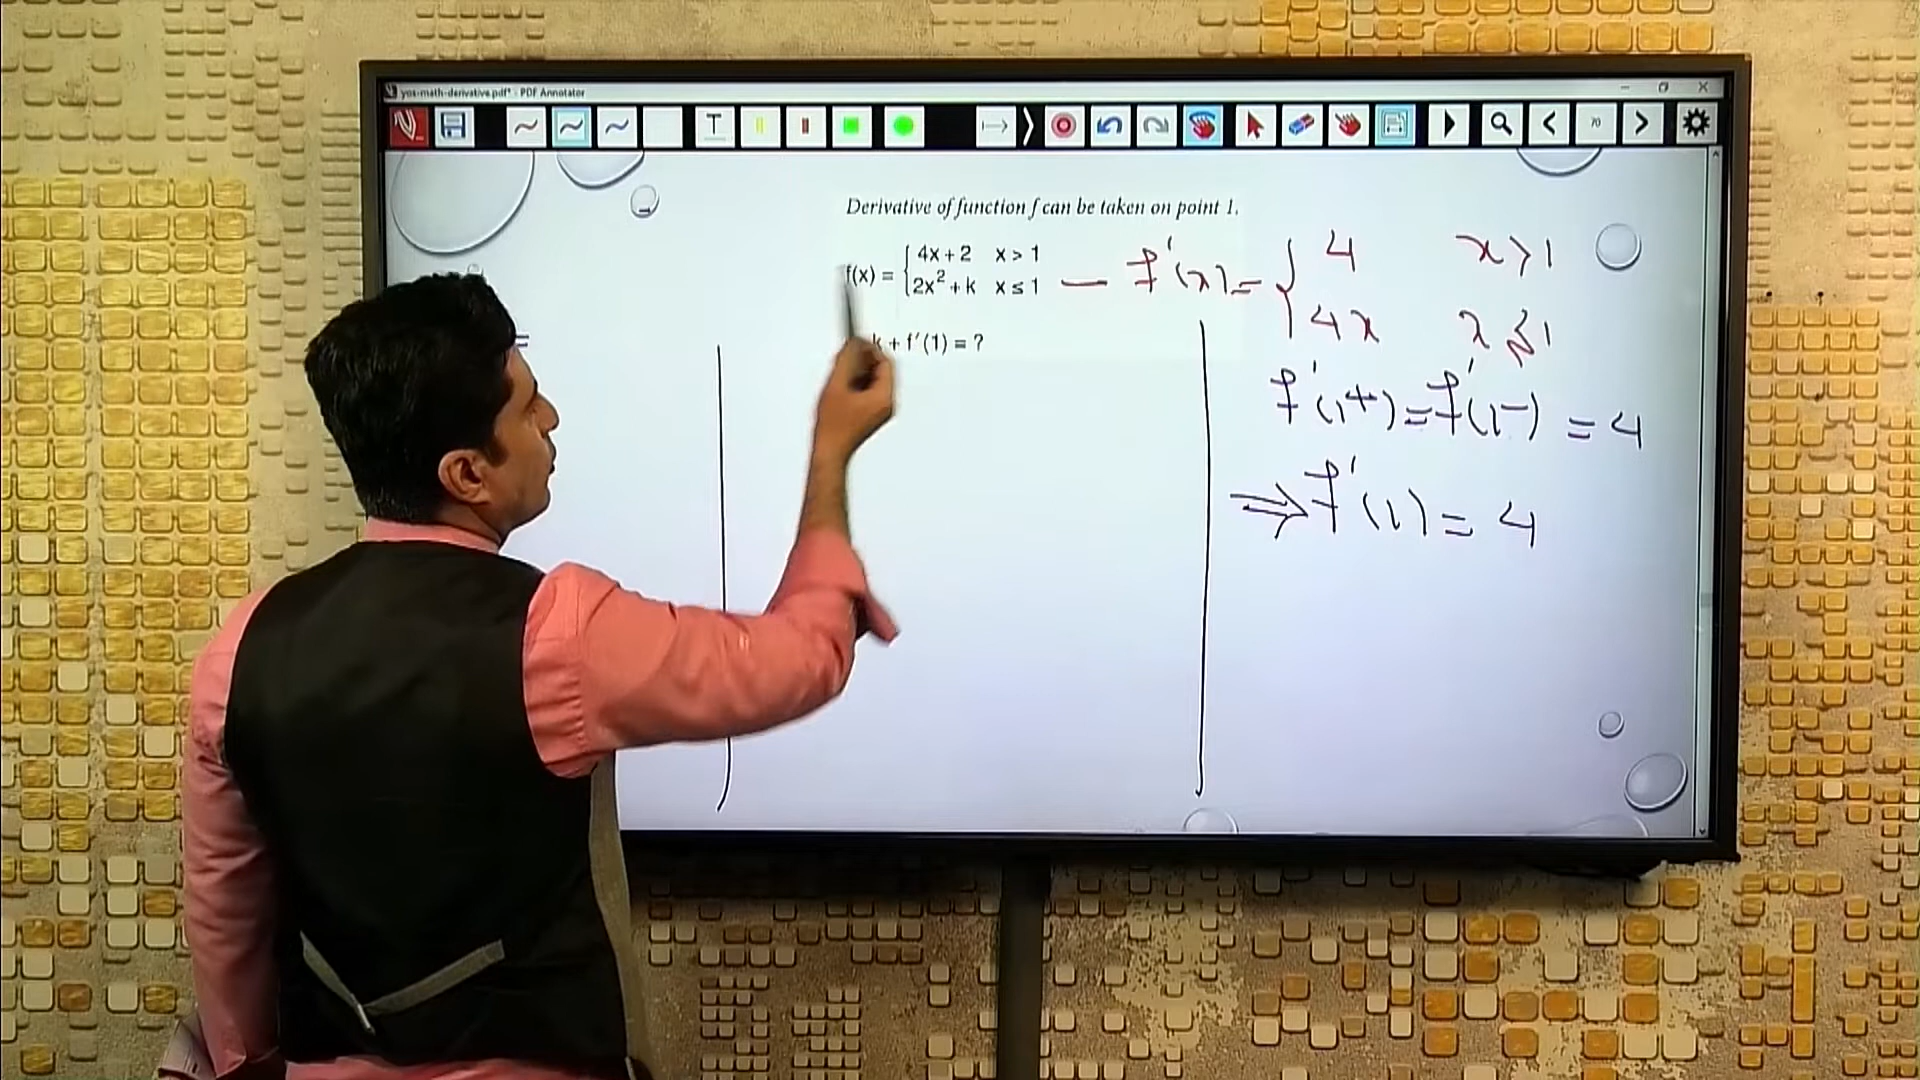 yos-math-derivative.pdf* - PDF Annotator
T
70
Derivative of function f can be taken on point 1.
f(x) = { 4x + 2 x > 1
2x² + k x ≤ 1
k + f'(1) = ?
— f'(x) = { 4 x > 1
4x x ≤ 1
f'(1⁺) = f'(1⁻) = 4
⇒ f'(1) = 4
=